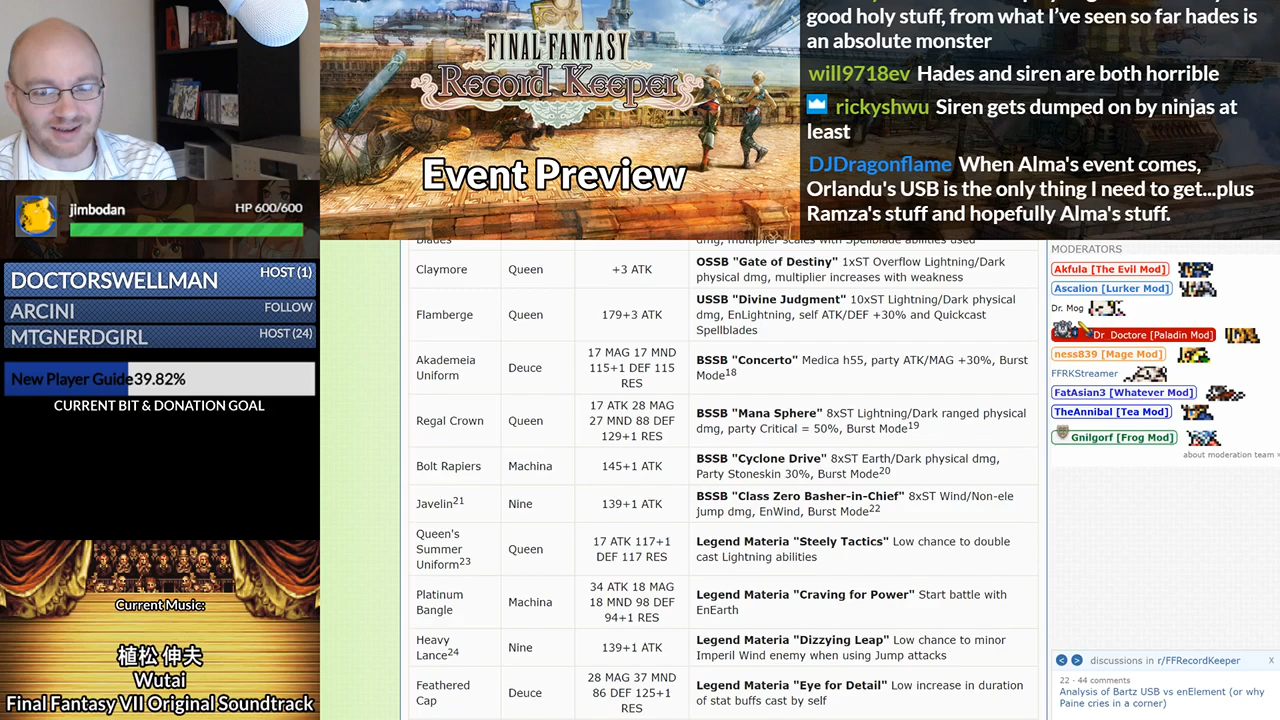 good holy stuff, from what I've seen so far hades is
an absolute monster
will9718ev Hades and siren are both horrible
rickyshwu Siren gets dumped on by ninjas at
least
DJDragonflame When Alma's event comes,
Orlandu's USB is the only thing I need to get...plus
Ramza's stuff and hopefully Alma's stuff.
FINAL FANTASY
Record Keeper
Event Preview
jimbodan HP 600/600
DOCTORSWELLMAN HOST (1)
ARCINI FOLLOW
MTGNERDGIRL HOST (24)
New Player Guide39.82%
CURRENT BIT & DONATION GOAL
Current Music:
植松 伸夫
Wutai
Final Fantasy VII Original Soundtrack
Blades dmg, multiplier scales with Spellblade abilities used
Claymore Queen +3 ATK OSSB "Gate of Destiny" 1xST Overflow Lightning/Dark
physical dmg, multiplier increases with weakness
Flamberge Queen 179+3 ATK USSB "Divine Judgment" 10xST Lightning/Dark physical
dmg, EnLightning, self ATK/DEF +30% and Quickcast
Spellblades
Akademeia
Uniform
Deuce
17 MAG 17 MND
115+1 DEF 115
RES
BSSB "Concerto" Medica h55, party ATK/MAG +30%, Burst
Mode18
Regal Crown
Queen
17 ATK 28 MAG
27 MND 88 DEF
129+1 RES
BSSB "Mana Sphere" 8xST Lightning/Dark ranged physical
dmg, party Critical = 50%, Burst Mode19
Bolt Rapiers Machina 145+1 ATK BSSB "Cyclone Drive" 8xST Earth/Dark physical dmg,
Party Stoneskin 30%, Burst Mode20
Javelin21 Nine 139+1 ATK BSSB "Class Zero Basher-in-Chief" 8xST Wind/Non-ele
jump dmg, EnWind, Burst Mode22
Queen's
Summer
Uniform23
Queen
17 ATK 117+1
DEF 117 RES
Legend Materia "Steely Tactics" Low chance to double
cast Lightning abilities
Platinum
Bangle
Machina
34 ATK 18 MAG
18 MND 98 DEF
94+1 RES
Legend Materia "Craving for Power" Start battle with
EnEarth
Heavy
Lance24
Nine
139+1 ATK
Legend Materia "Dizzying Leap" Low chance to minor
Imperil Wind enemy when using Jump attacks
Feathered
Cap
Deuce
28 MAG 37 MND
86 DEF 125+1
RES
Legend Materia "Eye for Detail" Low increase in duration
of stat buffs cast by self
MODERATORS
Akfula [The Evil Mod]
Ascalion [Lurker Mod]
Dr. Mog
Dr_Doctore [Paladin Mod]
ness839 [Mage Mod]
FFRKStreamer
FatAsian3 [Whatever Mod]
TheAnnibal [Tea Mod]
Gnilgorf [Frog Mod]
about moderation team »
discussions in r/FFRecordKeeper X
22 · 44 comments
Analysis of Bartz USB vs enElement (or why
Paine cries in a corner)